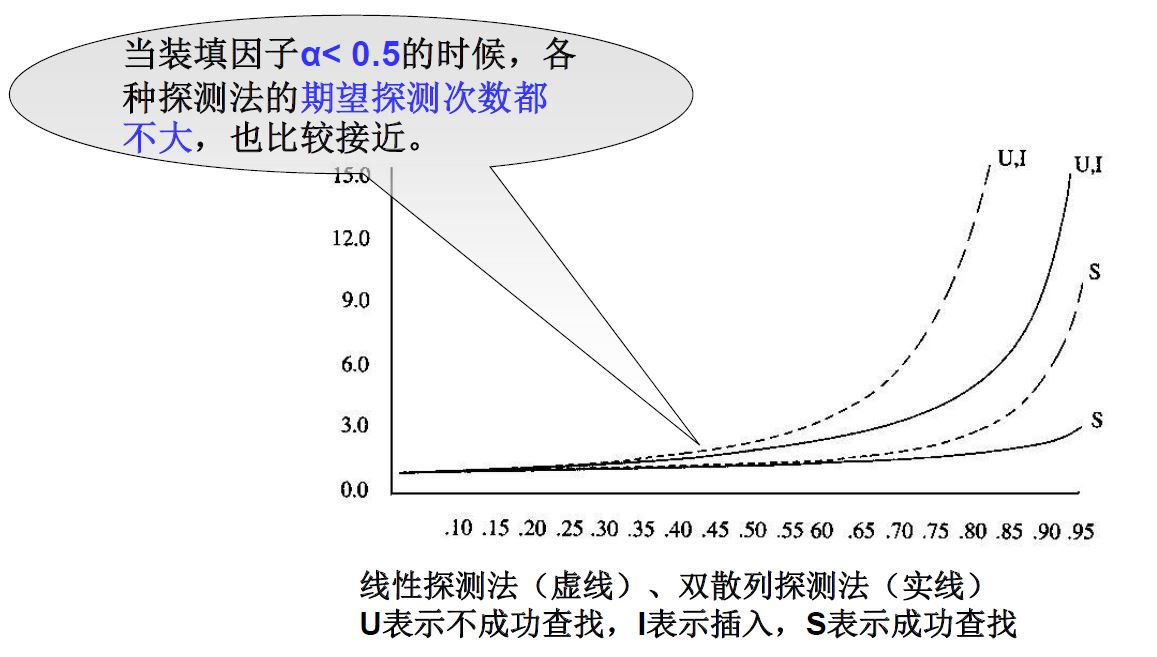 当装填因子α< 0.5的时候，各
种探测法的期望探测次数都
不大，也比较接近。
15.0
12.0
9.0
6.0
3.0
0.0
U,I
U,I
S
S
.10 .15 .20 .25 .30 .35 .40 .45 .50 .55 60 .65 .70 .75 .80 .85 .90 .95
线性探测法（虚线）、双散列探测法（实线）
U表示不成功查找，I表示插入，S表示成功查找